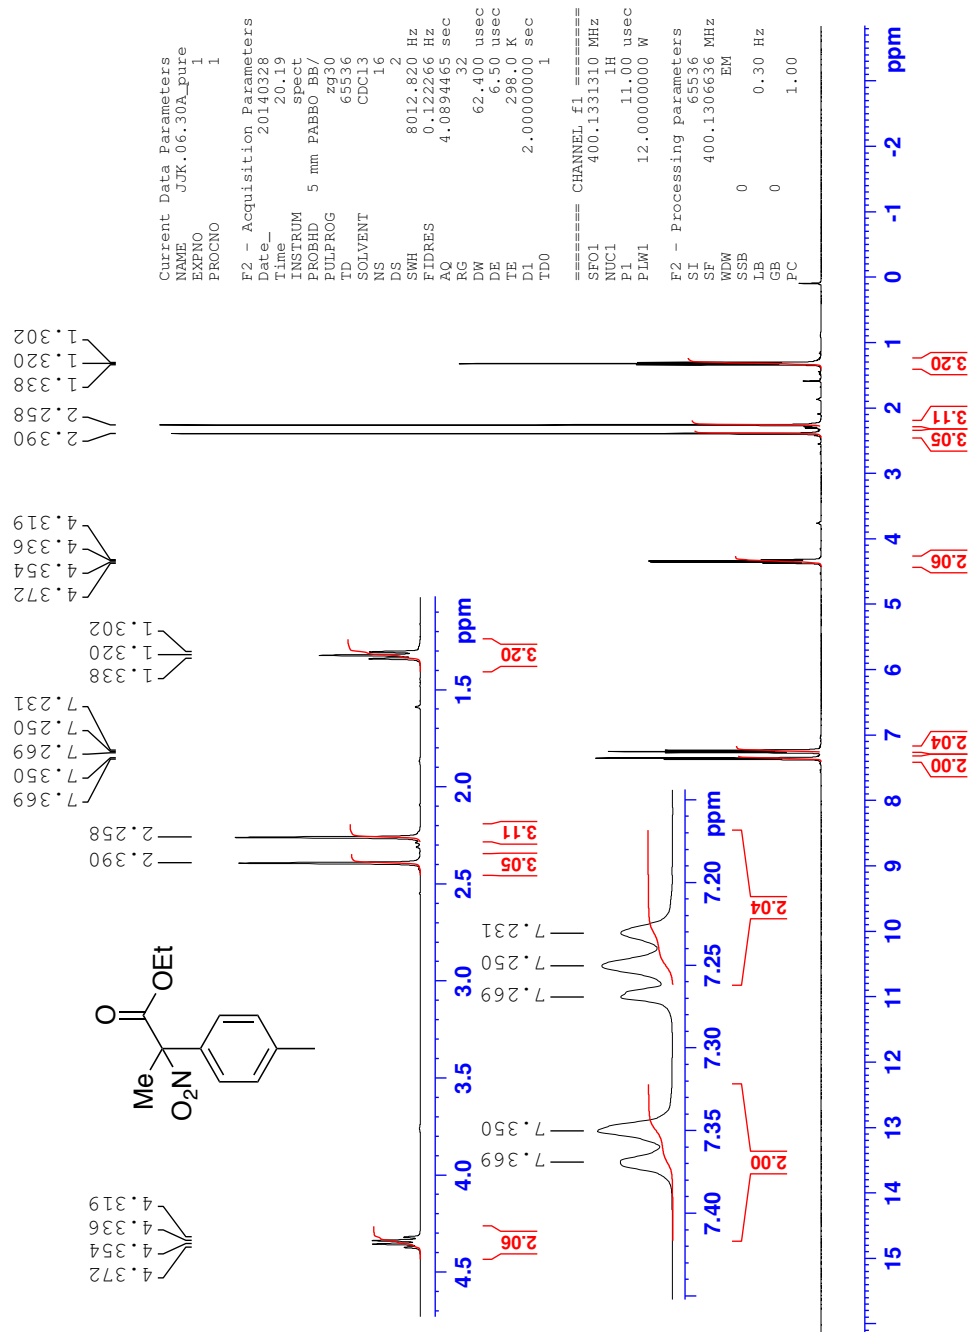 Current Data Parameters
NAME JJK.06.30A_pure
EXPNO 1
PROCNO 1
F2 - Acquisition Parameters
Date_ 20140328
Time 20.19
INSTRUM spect
PROBHD 5 mm PABBO BB/
PULPROG zg30
TD 65536
SOLVENT CDCl3
NS 16
DS 2
SWH 8012.820 Hz
FIDRES 0.122266 Hz
AQ 4.0894465 sec
RG 32
DW 62.400 usec
DE 6.50 usec
TE 298.0 K
D1 2.00000000 sec
TD0 1
======== CHANNEL f1 ========
SFO1 400.1331310 MHz
NUC1 1H
P1 11.00 usec
PLW1 12.00000000 W
F2 - Processing parameters
SI 65536
SF 400.1306636 MHz
WDW EM
SSB 0
LB 0.30 Hz
GB 0
PC 1.00
4.372
4.354
4.336
4.319
2.390
2.258
1.338
1.320
1.302
7.369
7.350
7.269
7.250
7.231
4.372
4.354
4.336
4.319
2.390
2.258
1.338
1.320
1.302
O
OEt
Me
O2N
4.5 4.0 3.5 3.0 2.5 2.0 1.5 ppm
2.06
3.05
3.11
3.20
7.369
7.350
7.269
7.250
7.231
7.40 7.35 7.30 7.25 7.20 ppm
2.00
2.04
15 14 13 12 11 10 9 8 7 6 5 4 3 2 1 0 -1 -2 ppm
2.00
2.04
2.06
3.05
3.11
3.20